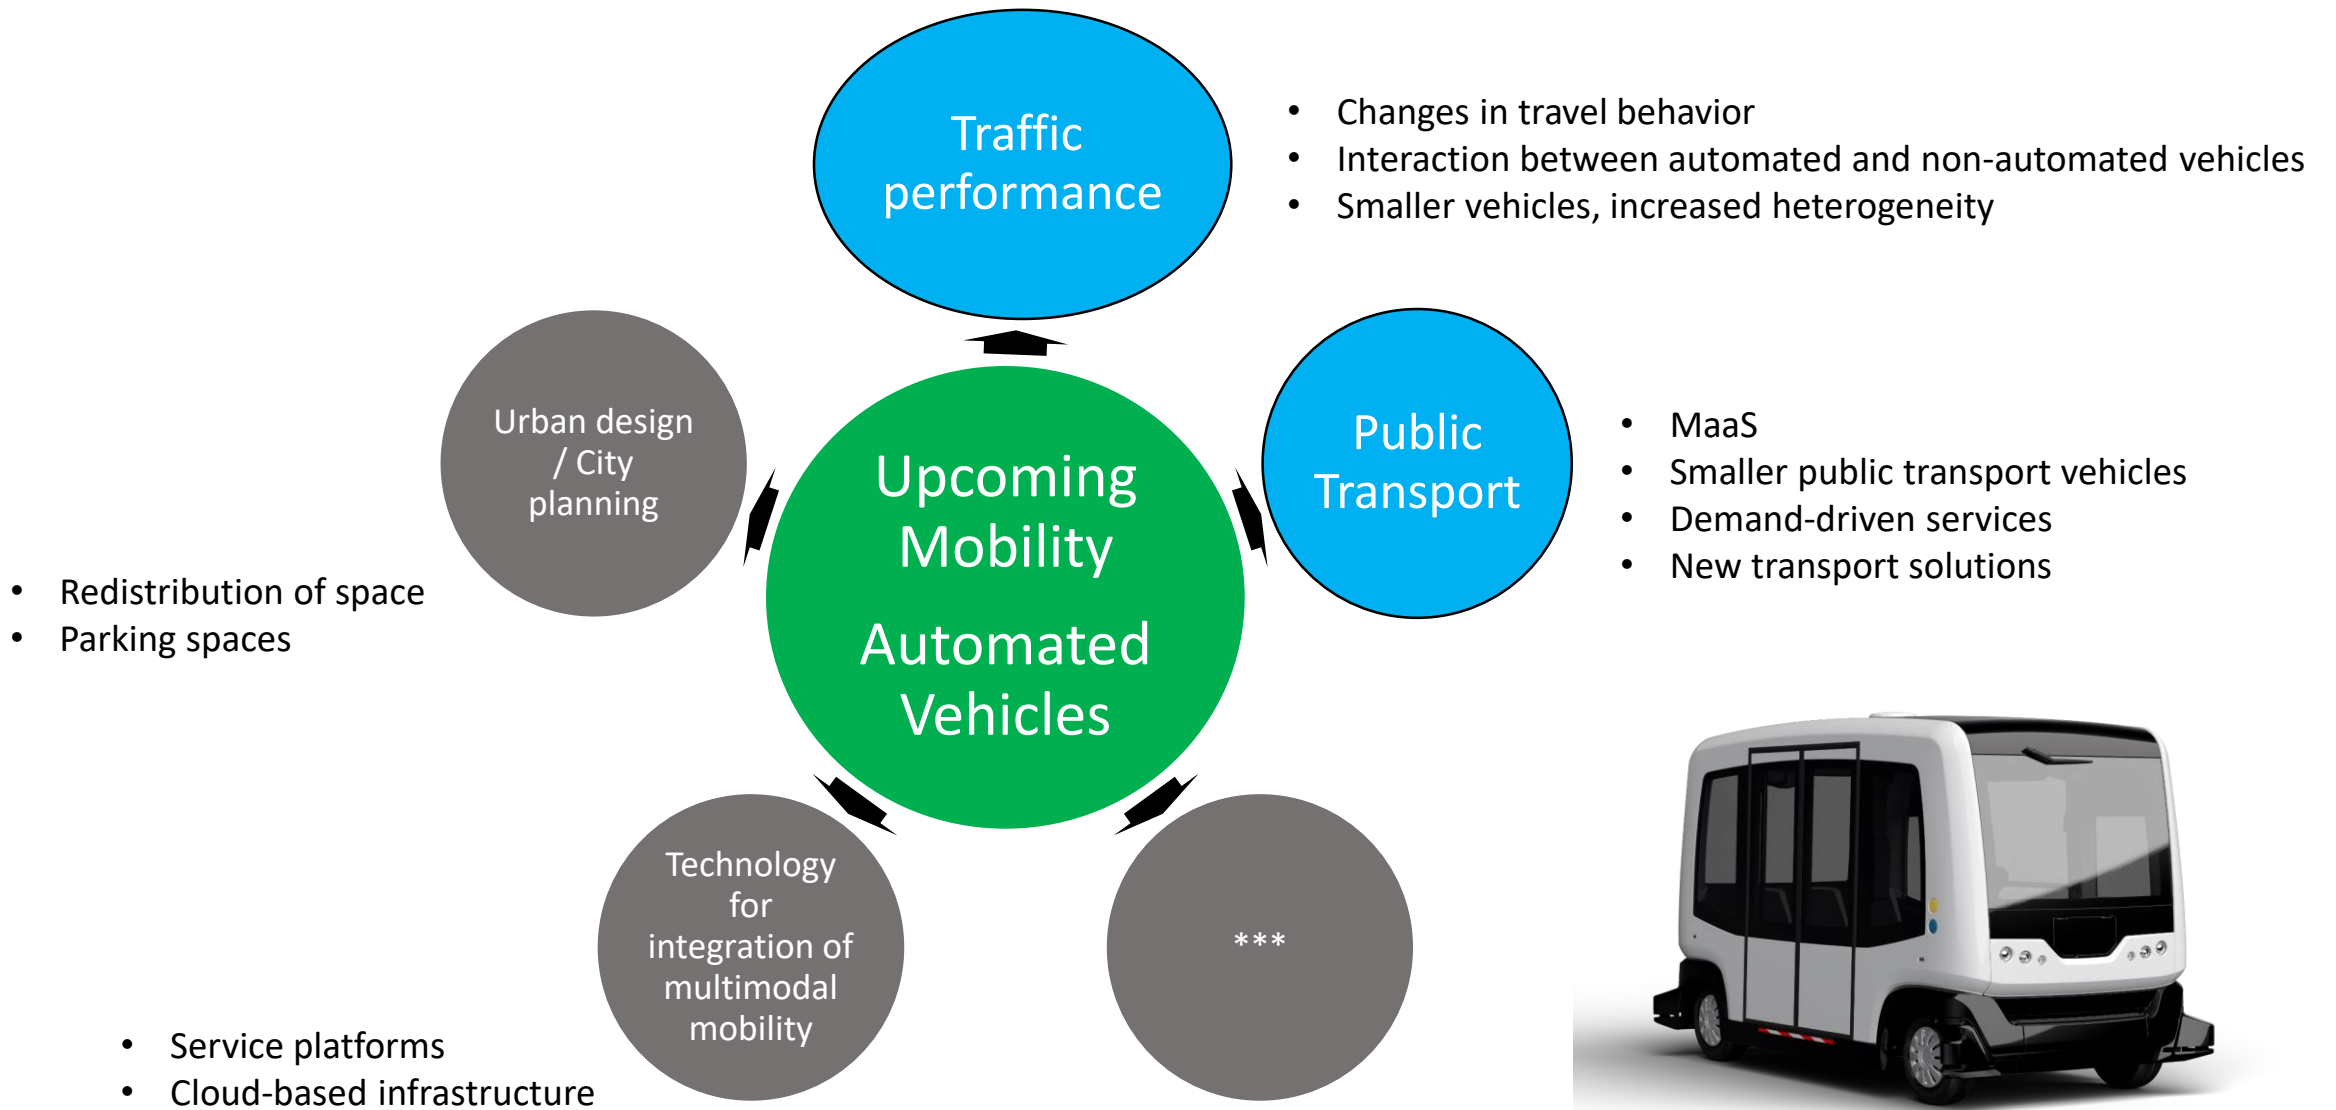 Traffic
performance
• Changes in travel behavior
• Interaction between automated and non-automated vehicles
• Smaller vehicles, increased heterogeneity
Urban design
/ City
planning
• Redistribution of space
• Parking spaces
Upcoming
Mobility
Automated
Vehicles
Public
Transport
• MaaS
• Smaller public transport vehicles
• Demand-driven services
• New transport solutions
Technology
for
integration of
multimodal
mobility
• Service platforms
• Cloud-based infrastructure
***